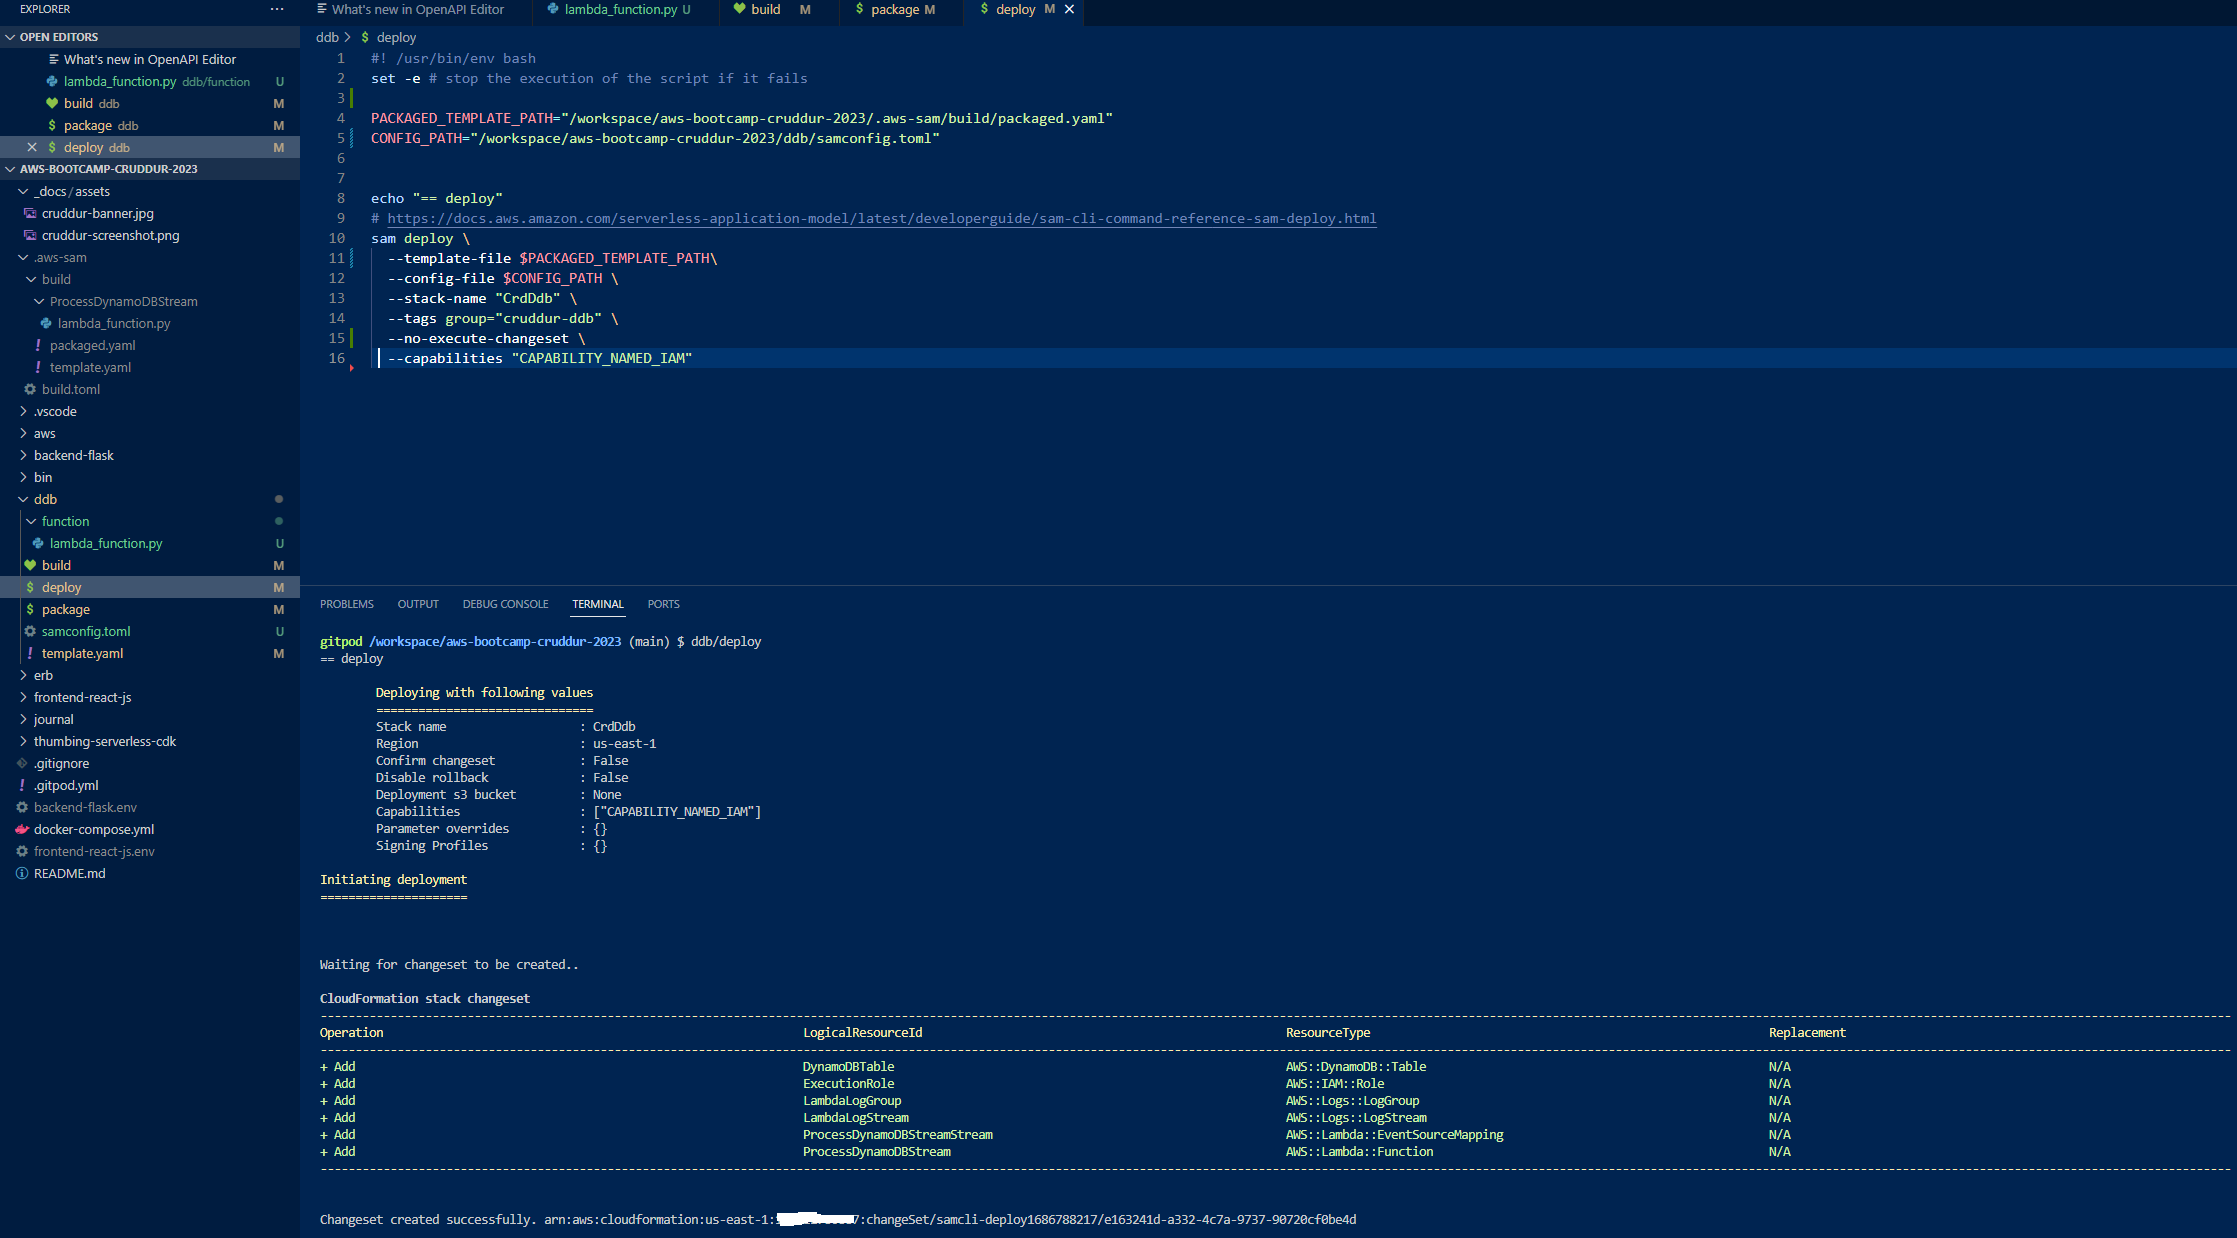 EXPLORER
OPEN EDITORS
What's new in OpenAPI Editor
lambda_function.py ddb/function U
build ddb M
package ddb M
deploy ddb M
AWS-BOOTCAMP-CRUDDUR-2023
_docs / assets
cruddur-banner.jpg
cruddur-screenshot.png
.aws-sam
build
ProcessDynamoDBStream
lambda_function.py
packaged.yaml
template.yaml
build.toml
.vscode
aws
backend-flask
bin
ddb
function
lambda_function.py U
build M
deploy M
package M
samconfig.toml U
template.yaml M
erb
frontend-react-js
journal
thumbing-serverless-cdk
.gitignore
.gitpod.yml
backend-flask.env
docker-compose.yml
frontend-react-js.env
README.md
What's new in OpenAPI Editor lambda_function.py U build M package M deploy M
ddb > $ deploy
1 #! /usr/bin/env bash
2 set -e # stop the execution of the script if it fails
3
4 PACKAGED_TEMPLATE_PATH="/workspace/aws-bootcamp-cruddur-2023/.aws-sam/build/packaged.yaml"
5 CONFIG_PATH="/workspace/aws-bootcamp-cruddur-2023/ddb/samconfig.toml"
6
7
8 echo "== deploy"
9 # https://docs.aws.amazon.com/serverless-application-model/latest/developerguide/sam-cli-command-reference-sam-deploy.html
10 sam deploy \
11 --template-file $PACKAGED_TEMPLATE_PATH\
12 --config-file $CONFIG_PATH \
13 --stack-name "CrdDdb" \
14 --tags group="cruddur-ddb" \
15 --no-execute-changeset \
16 --capabilities "CAPABILITY_NAMED_IAM"
PROBLEMS OUTPUT DEBUG CONSOLE TERMINAL PORTS
gitpod /workspace/aws-bootcamp-cruddur-2023 (main) $ ddb/deploy
== deploy
Deploying with following values
===============================
Stack name : CrdDdb
Region : us-east-1
Confirm changeset : False
Disable rollback : False
Deployment s3 bucket : None
Capabilities : ["CAPABILITY_NAMED_IAM"]
Parameter overrides : {}
Signing Profiles : {}
Initiating deployment
=====================
Waiting for changeset to be created..
CloudFormation stack changeset
Operation LogicalResourceId ResourceType Replacement
+ Add DynamoDBTable AWS::DynamoDB::Table N/A
+ Add ExecutionRole AWS::IAM::Role N/A
+ Add LambdaLogGroup AWS::Logs::LogGroup N/A
+ Add LambdaLogStream AWS::Logs::LogStream N/A
+ Add ProcessDynamoDBStreamStream AWS::Lambda::EventSourceMapping N/A
+ Add ProcessDynamoDBStream AWS::Lambda::Function N/A
Changeset created successfully. arn:aws:cloudformation:us-east-1: 7:changeSet/samcli-deploy1686788217/e163241d-a332-4c7a-9737-90720cf0be4d